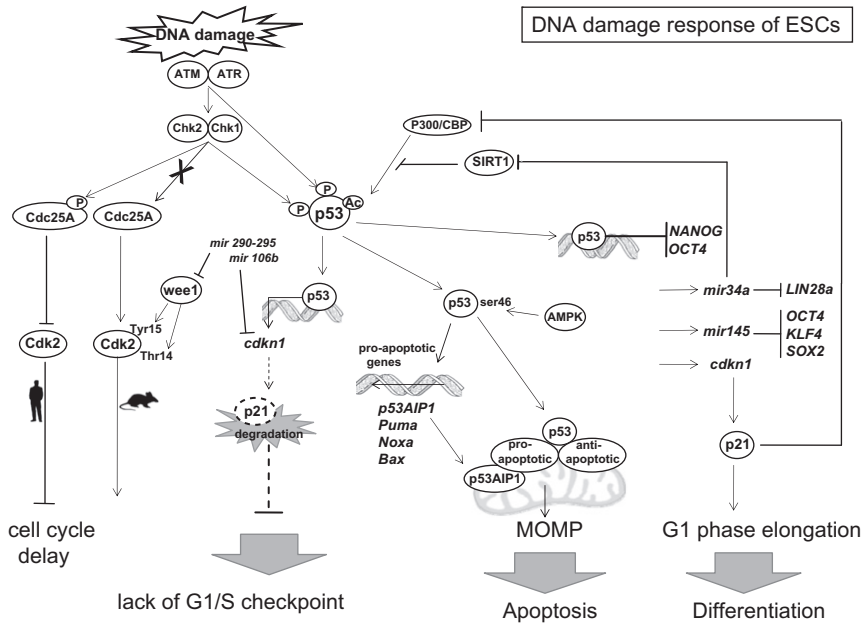 DNA damage response of ESCs
DNA damage
ATM ATR
Chk2 Chk1
P300/CBP
SIRT1
P
Cdc25A
Cdc25A
P
P
Ac
p53
p53
NANOG
OCT4
mir 290-295
mir 106b
wee1
Tyr15
Thr14
Cdk2
Cdk2
p53
cdkn1
p53 ser46
AMPK
mir34a
LIN28a
mir145
OCT4
KLF4
SOX2
cdkn1
pro-apoptotic
genes
p53AIP1
Puma
Noxa
Bax
p21
degradation
p53
pro-
apoptotic
anti-
apoptotic
p53AIP1
p21
cell cycle
delay
MOMP
G1 phase elongation
lack of G1/S checkpoint
Apoptosis
Differentiation